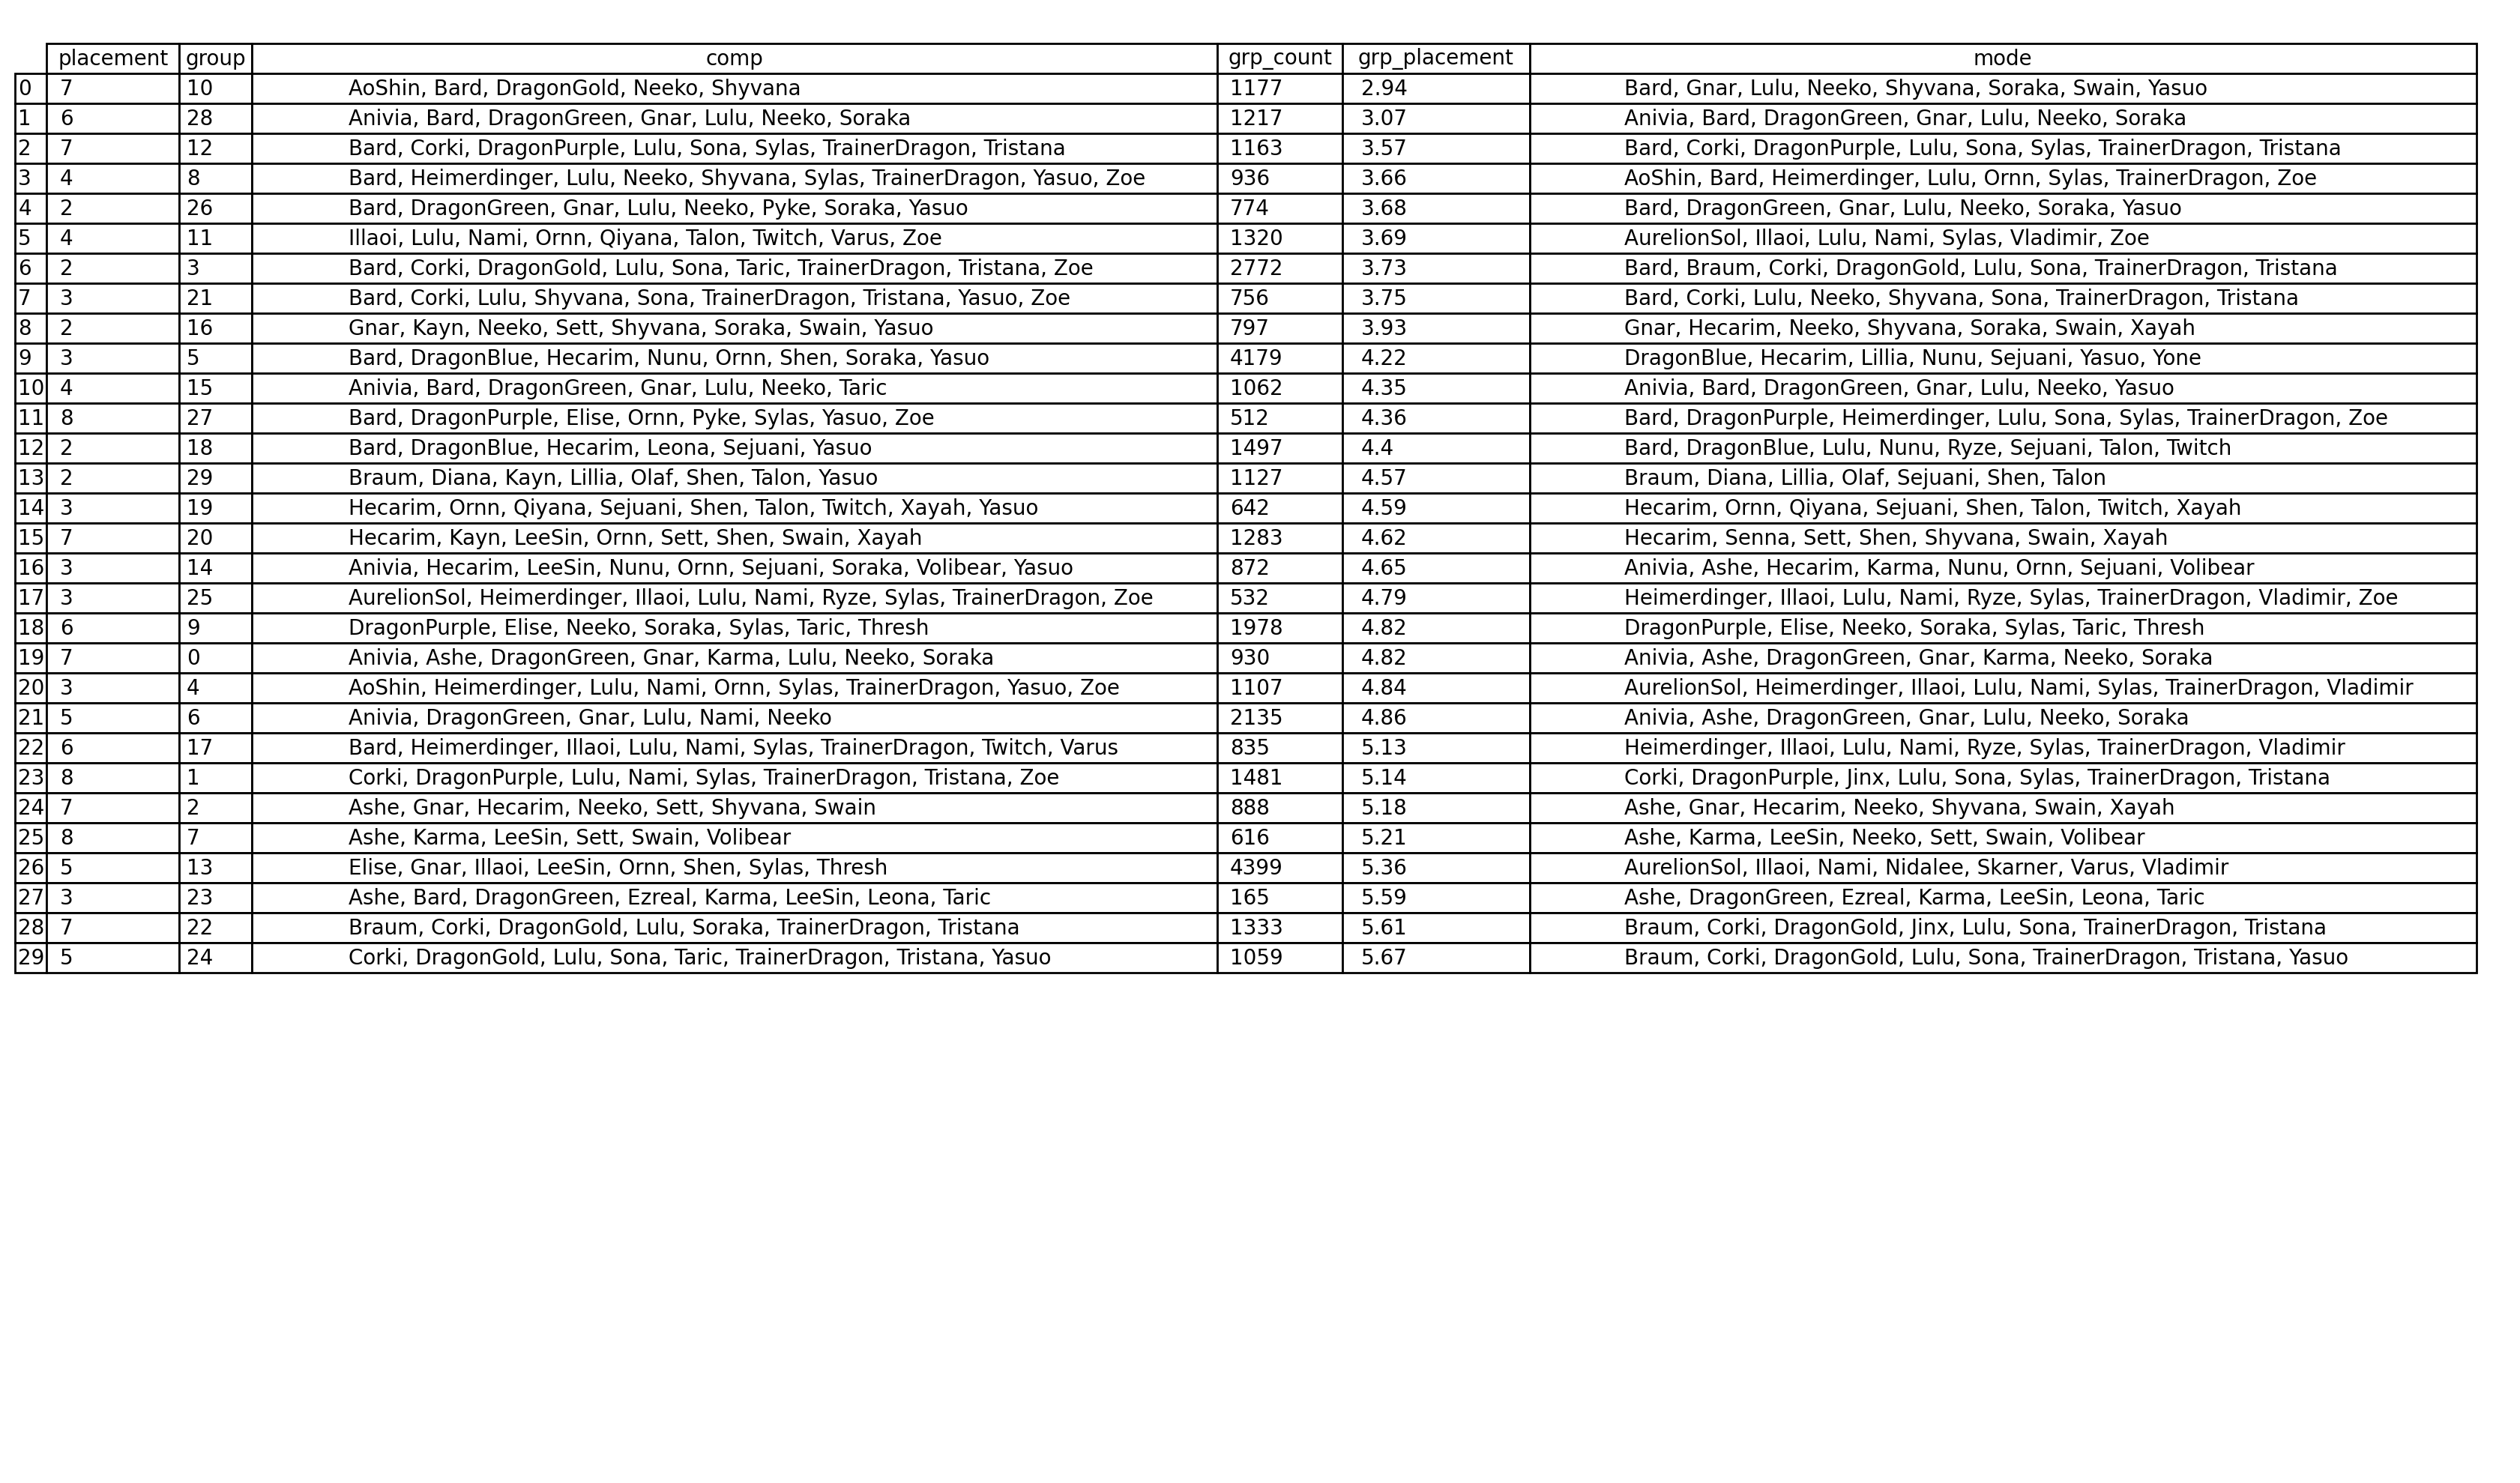 placement group comp grp_count grp_placement mode
0 7 10 AoShin, Bard, DragonGold, Neeko, Shyvana 1177 2.94 Bard, Gnar, Lulu, Neeko, Shyvana, Soraka, Swain, Yasuo
1 6 28 Anivia, Bard, DragonGreen, Gnar, Lulu, Neeko, Soraka 1217 3.07 Anivia, Bard, DragonGreen, Gnar, Lulu, Neeko, Soraka
2 7 12 Bard, Corki, DragonPurple, Lulu, Sona, Sylas, TrainerDragon, Tristana 1163 3.57 Bard, Corki, DragonPurple, Lulu, Sona, Sylas, TrainerDragon, Tristana
3 4 8 Bard, Heimerdinger, Lulu, Neeko, Shyvana, Sylas, TrainerDragon, Yasuo, Zoe 936 3.66 AoShin, Bard, Heimerdinger, Lulu, Ornn, Sylas, TrainerDragon, Zoe
4 2 26 Bard, DragonGreen, Gnar, Lulu, Neeko, Pyke, Soraka, Yasuo 774 3.68 Bard, DragonGreen, Gnar, Lulu, Neeko, Soraka, Yasuo
5 4 11 Illaoi, Lulu, Nami, Ornn, Qiyana, Talon, Twitch, Varus, Zoe 1320 3.69 AurelionSol, Illaoi, Lulu, Nami, Sylas, Vladimir, Zoe
6 2 3 Bard, Corki, DragonGold, Lulu, Sona, Taric, TrainerDragon, Tristana, Zoe 2772 3.73 Bard, Braum, Corki, DragonGold, Lulu, Sona, TrainerDragon, Tristana
7 3 21 Bard, Corki, Lulu, Shyvana, Sona, TrainerDragon, Tristana, Yasuo, Zoe 756 3.75 Bard, Corki, Lulu, Neeko, Shyvana, Sona, TrainerDragon, Tristana
8 2 16 Gnar, Kayn, Neeko, Sett, Shyvana, Soraka, Swain, Yasuo 797 3.93 Gnar, Hecarim, Neeko, Shyvana, Soraka, Swain, Xayah
9 3 5 Bard, DragonBlue, Hecarim, Nunu, Ornn, Shen, Soraka, Yasuo 4179 4.22 DragonBlue, Hecarim, Lillia, Nunu, Sejuani, Yasuo, Yone
10 4 15 Anivia, Bard, DragonGreen, Gnar, Lulu, Neeko, Taric 1062 4.35 Anivia, Bard, DragonGreen, Gnar, Lulu, Neeko, Yasuo
11 8 27 Bard, DragonPurple, Elise, Ornn, Pyke, Sylas, Yasuo, Zoe 512 4.36 Bard, DragonPurple, Heimerdinger, Lulu, Sona, Sylas, TrainerDragon, Zoe
12 2 18 Bard, DragonBlue, Hecarim, Leona, Sejuani, Yasuo 1497 4.4 Bard, DragonBlue, Lulu, Nunu, Ryze, Sejuani, Talon, Twitch
13 2 29 Braum, Diana, Kayn, Lillia, Olaf, Shen, Talon, Yasuo 1127 4.57 Braum, Diana, Lillia, Olaf, Sejuani, Shen, Talon
14 3 19 Hecarim, Ornn, Qiyana, Sejuani, Shen, Talon, Twitch, Xayah, Yasuo 642 4.59 Hecarim, Ornn, Qiyana, Sejuani, Shen, Talon, Twitch, Xayah
15 7 20 Hecarim, Kayn, LeeSin, Ornn, Sett, Shen, Swain, Xayah 1283 4.62 Hecarim, Senna, Sett, Shen, Shyvana, Swain, Xayah
16 3 14 Anivia, Hecarim, LeeSin, Nunu, Ornn, Sejuani, Soraka, Volibear, Yasuo 872 4.65 Anivia, Ashe, Hecarim, Karma, Nunu, Ornn, Sejuani, Volibear
17 3 25 AurelionSol, Heimerdinger, Illaoi, Lulu, Nami, Ryze, Sylas, TrainerDragon, Zoe 532 4.79 Heimerdinger, Illaoi, Lulu, Nami, Ryze, Sylas, TrainerDragon, Vladimir, Zoe
18 6 9 DragonPurple, Elise, Neeko, Soraka, Sylas, Taric, Thresh 1978 4.82 DragonPurple, Elise, Neeko, Soraka, Sylas, Taric, Thresh
19 7 0 Anivia, Ashe, DragonGreen, Gnar, Karma, Lulu, Neeko, Soraka 930 4.82 Anivia, Ashe, DragonGreen, Gnar, Karma, Neeko, Soraka
20 3 4 AoShin, Heimerdinger, Lulu, Nami, Ornn, Sylas, TrainerDragon, Yasuo, Zoe 1107 4.84 AurelionSol, Heimerdinger, Illaoi, Lulu, Nami, Sylas, TrainerDragon, Vladimir
21 5 6 Anivia, DragonGreen, Gnar, Lulu, Nami, Neeko 2135 4.86 Anivia, Ashe, DragonGreen, Gnar, Lulu, Neeko, Soraka
22 6 17 Bard, Heimerdinger, Illaoi, Lulu, Nami, Sylas, TrainerDragon, Twitch, Varus 835 5.13 Heimerdinger, Illaoi, Lulu, Nami, Ryze, Sylas, TrainerDragon, Vladimir
23 8 1 Corki, DragonPurple, Lulu, Nami, Sylas, TrainerDragon, Tristana, Zoe 1481 5.14 Corki, DragonPurple, Jinx, Lulu, Sona, Sylas, TrainerDragon, Tristana
24 7 2 Ashe, Gnar, Hecarim, Neeko, Sett, Shyvana, Swain 888 5.18 Ashe, Gnar, Hecarim, Neeko, Shyvana, Swain, Xayah
25 8 7 Ashe, Karma, LeeSin, Sett, Swain, Volibear 616 5.21 Ashe, Karma, LeeSin, Neeko, Sett, Swain, Volibear
26 5 13 Elise, Gnar, Illaoi, LeeSin, Ornn, Shen, Sylas, Thresh 4399 5.36 AurelionSol, Illaoi, Nami, Nidalee, Skarner, Varus, Vladimir
27 3 23 Ashe, Bard, DragonGreen, Ezreal, Karma, LeeSin, Leona, Taric 165 5.59 Ashe, DragonGreen, Ezreal, Karma, LeeSin, Leona, Taric
28 7 22 Braum, Corki, DragonGold, Lulu, Soraka, TrainerDragon, Tristana 1333 5.61 Braum, Corki, DragonGold, Jinx, Lulu, Sona, TrainerDragon, Tristana
29 5 24 Corki, DragonGold, Lulu, Sona, Taric, TrainerDragon, Tristana, Yasuo 1059 5.67 Braum, Corki, DragonGold, Lulu, Sona, TrainerDragon, Tristana, Yasuo